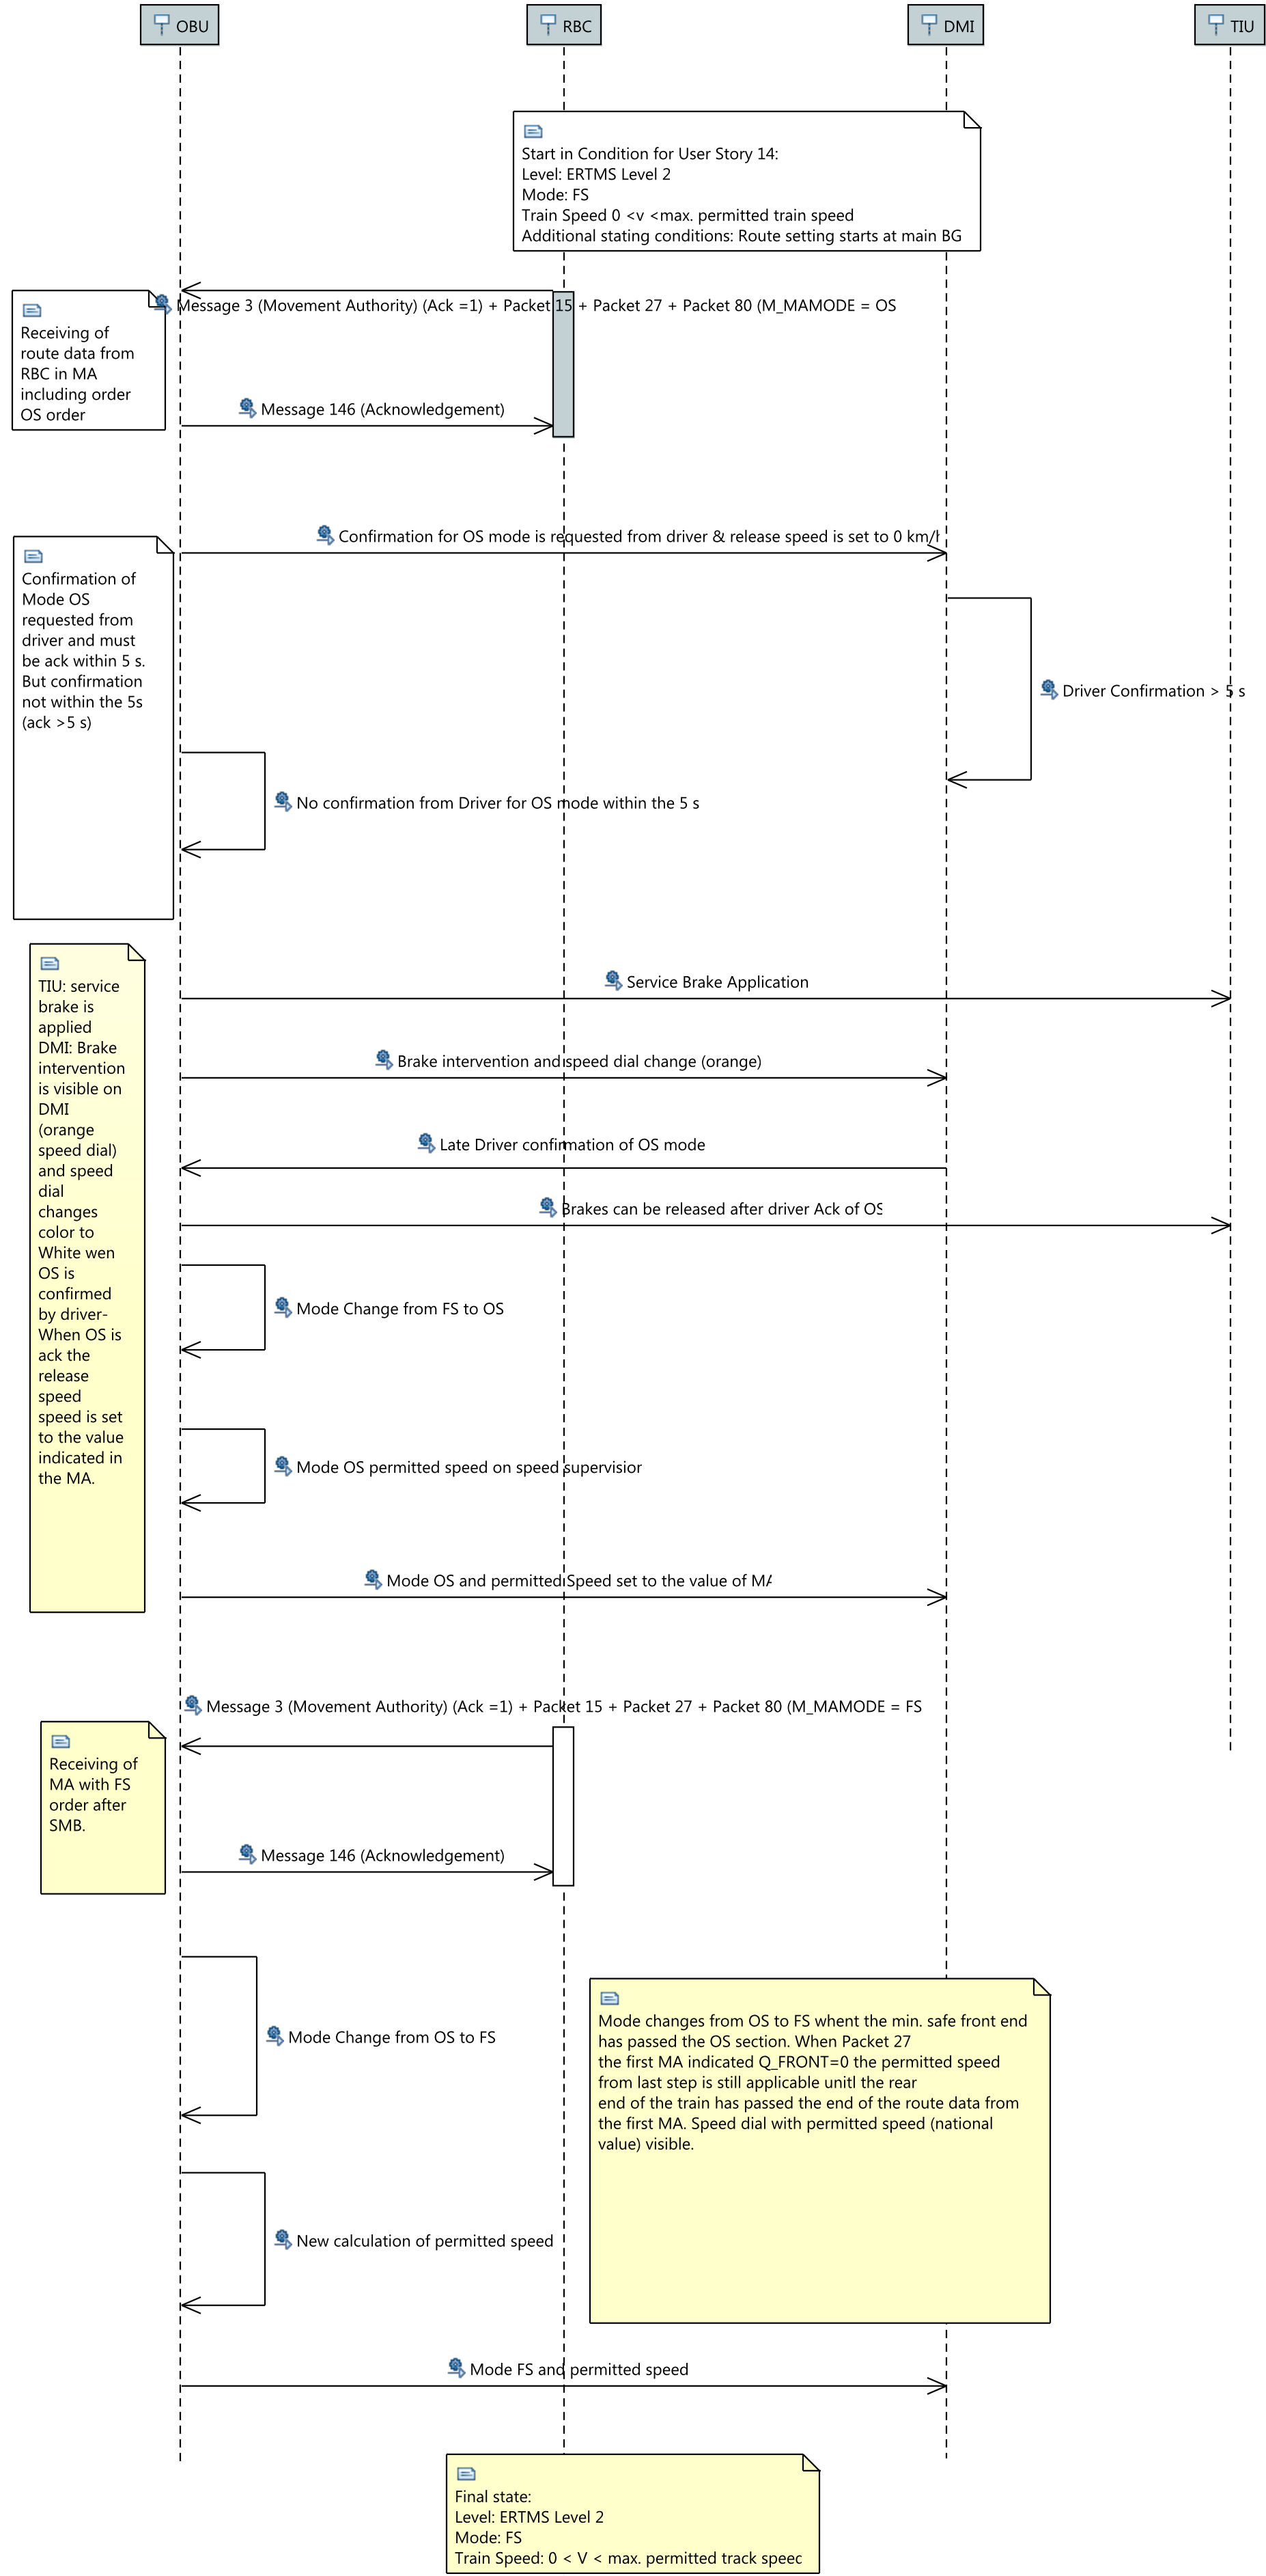 OBU
RBC
DMI
TIU
Start in Condition for User Story 14:
Level: ERTMS Level 2
Mode: FS
Train Speed 0 <v <max. permitted train speed
Additional stating conditions: Route setting starts at main BG
Message 3 (Movement Authority) (Ack =1) + Packet 15 + Packet 27 + Packet 80 (M_MAMODE = OS
Receiving of
route data from
RBC in MA
including order
OS order
Message 146 (Acknowledgement)
Confirmation for OS mode is requested from driver & release speed is set to 0 km/h
Confirmation of
Mode OS
requested from
driver and must
be ack within 5 s.
But confirmation
not within the 5s
(ack >5 s)
Driver Confirmation > 5 s
No confirmation from Driver for OS mode within the 5 s
TIU: service
brake is
applied
DMI: Brake
intervention
is visible on
DMI
(orange
speed dial)
and speed
dial
changes
color to
White wen
OS is
confirmed
by driver-
When OS is
ack the
release
speed
speed is set
to the value
indicated in
the MA.
Service Brake Application
Brake intervention and speed dial change (orange)
Late Driver confirmation of OS mode
Brakes can be released after driver Ack of OS
Mode Change from FS to OS
Mode OS permitted speed on speed supervisior
Mode OS and permitted Speed set to the value of MA
Message 3 (Movement Authority) (Ack =1) + Packet 15 + Packet 27 + Packet 80 (M_MAMODE = FS
Receiving of
MA with FS
order after
SMB.
Message 146 (Acknowledgement)
Mode Change from OS to FS
Mode changes from OS to FS whent the min. safe front end
has passed the OS section. When Packet 27
the first MA indicated Q_FRONT=0 the permitted speed
from last step is still applicable unitl the rear
end of the train has passed the end of the route data from
the first MA. Speed dial with permitted speed (national
value) visible.
New calculation of permitted speed
Mode FS and permitted speed
Final state:
Level: ERTMS Level 2
Mode: FS
Train Speed: 0 < V < max. permitted track speed